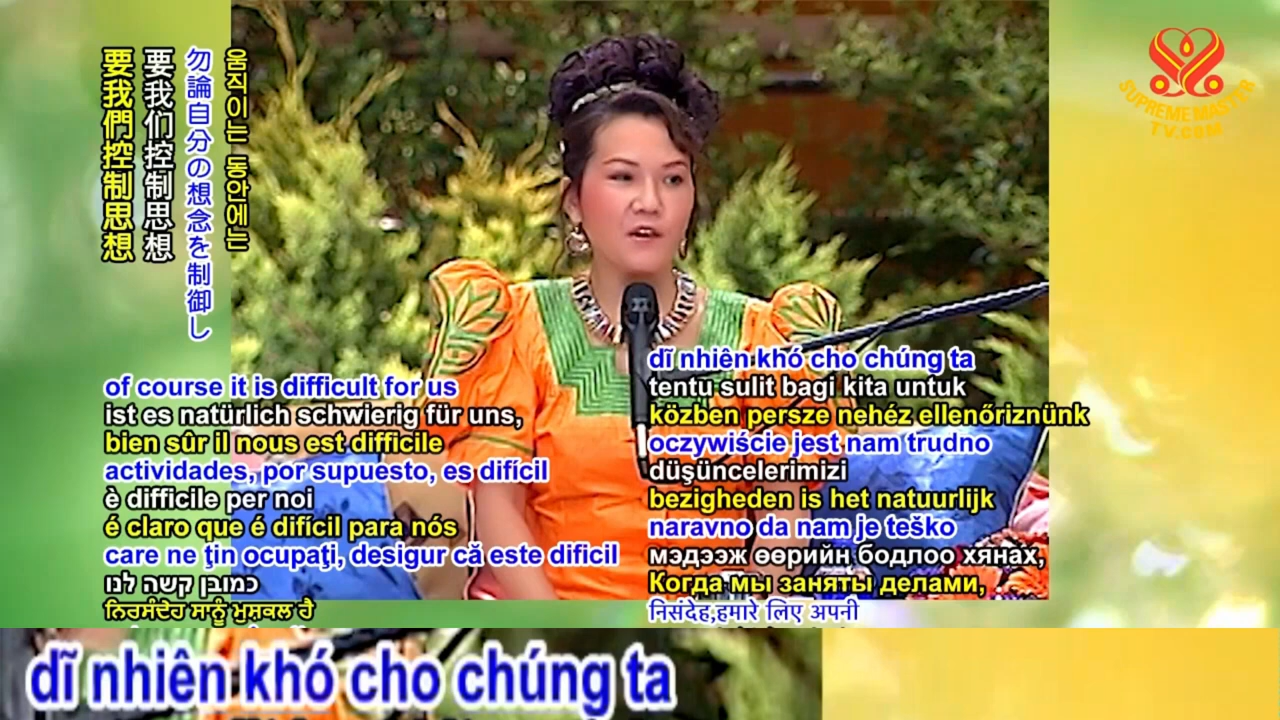 SUPREME MASTER
TV.COM
움직이는 동안에는
勿論自分の想念を制御し
要我们控制思想
要我們控制思想
of course it is difficult for us
ist es natürlich schwierig für uns,
bien sûr il nous est difficile
actividades, por supuesto, es difícil
è difficile per noi
é claro que é difícil para nós
care ne ţin ocupaţi, desigur că este dificil
כמובן קשה לנו
ਨਿਰਸੰਦੇਹ ਸਾਨੂੰ ਮੁਸ਼ਕਲ ਹੈ
dĩ nhiên khó cho chúng ta
tentu sulit bagi kita untuk
közben persze nehéz ellenőriznünk
oczywiście jest nam trudno
düşüncelerimizi
bezigheden is het natuurlijk
naravno da nam je teško
мэдээж өөрийн бодлоо хянах,
Когда мы заняты делами,
निसंदेह,हमारे लिए अपनी
dĩ nhiên khó cho chúng ta